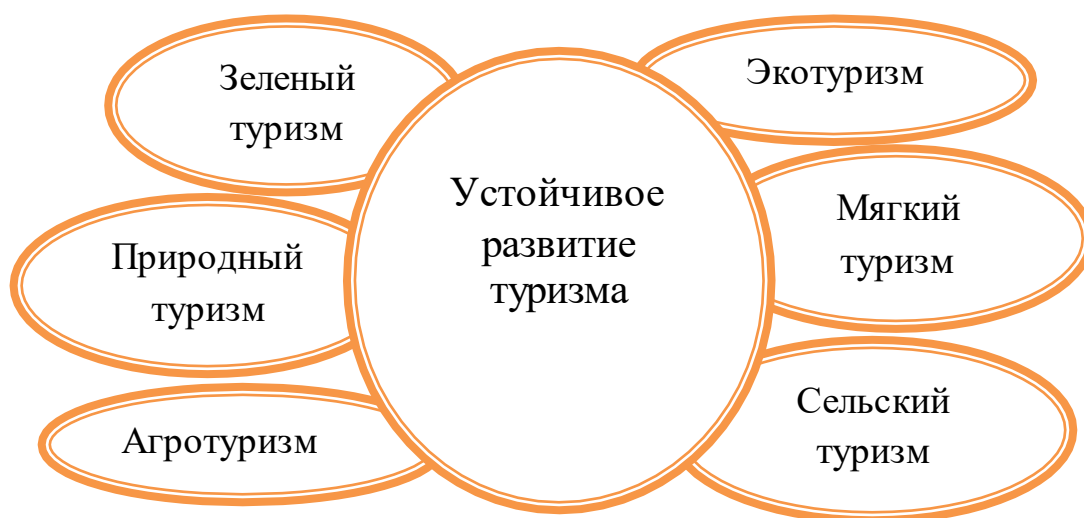 Зеленый
туризм
Экотуризм
Устойчивое
развитие
туризма
Мягкий
туризм
Природный
туризм
Агротуризм
Сельский
туризм